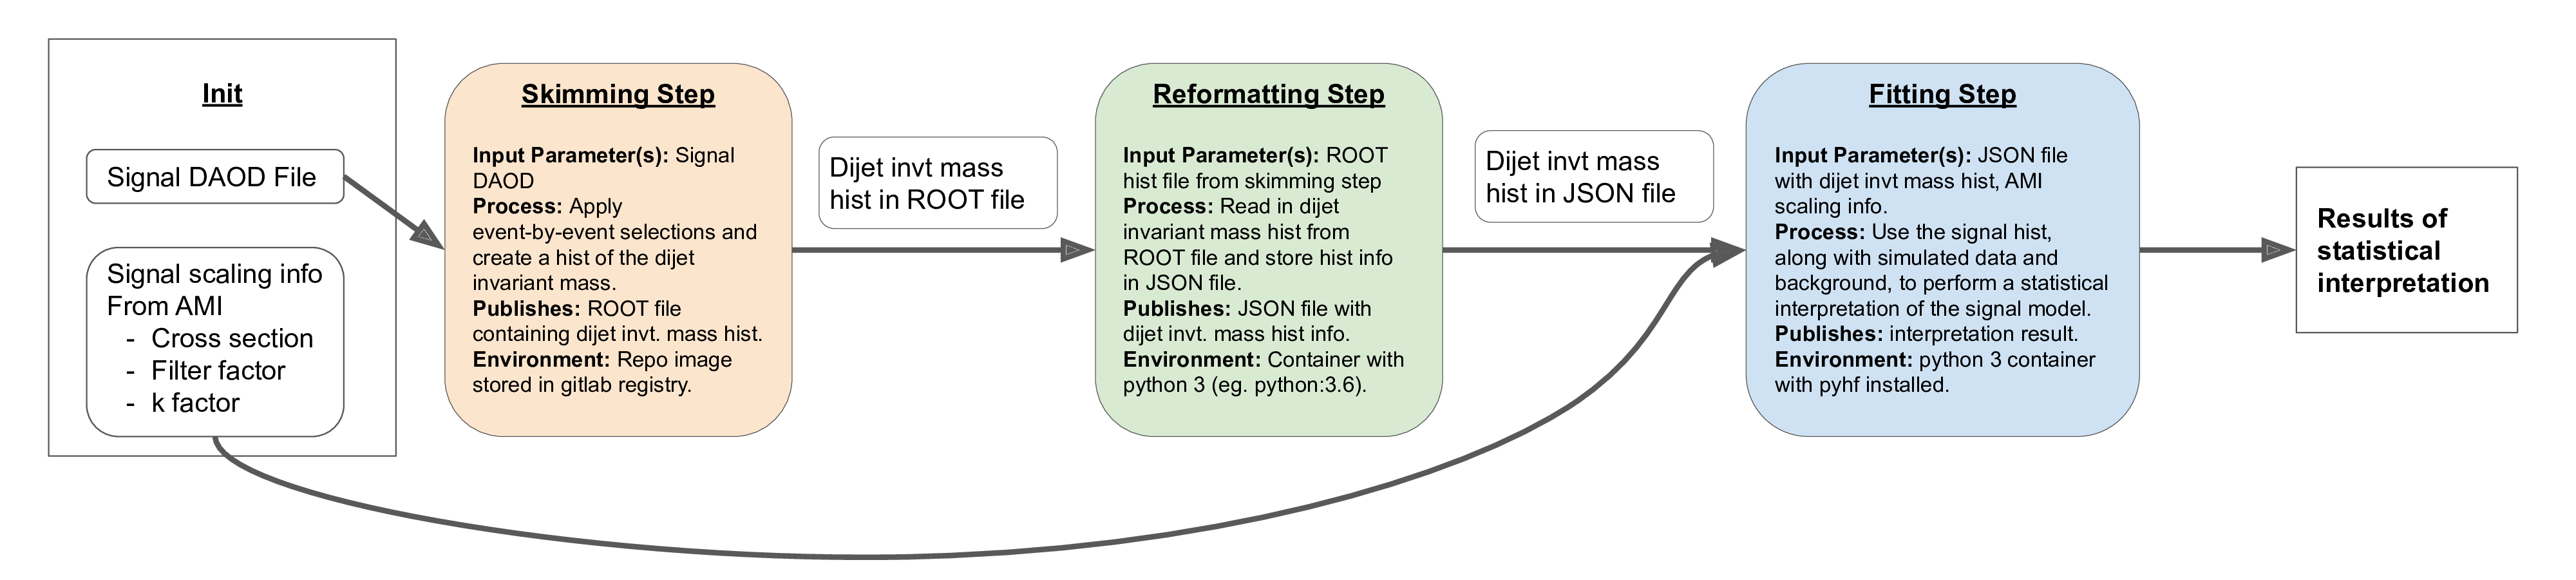 Init
Signal DAOD File
Signal scaling info
From AMI
- Cross section
- Filter factor
- k factor
Skimming Step
Input Parameter(s): Signal
DAOD
Process: Apply
event-by-event selections and
create a hist of the dijet
invariant mass.
Publishes: ROOT file
containing dijet invt. mass hist.
Environment: Repo image
stored in gitlab registry.
Dijet invt mass
hist in ROOT file
Reformatting Step
Input Parameter(s): ROOT
hist file from skimming step
Process: Read in dijet
invariant mass hist from
ROOT file and store hist info
in JSON file.
Publishes: JSON file with
dijet invt. mass hist info.
Environment: Container with
python 3 (eg. python:3.6).
Dijet invt mass
hist in JSON file
Fitting Step
Input Parameter(s): JSON file
with dijet invt mass hist, AMI
scaling info.
Process: Use the signal hist,
along with simulated data and
background, to perform a statistical
interpretation of the signal model.
Publishes: interpretation result.
Environment: python 3 container
with pyhf installed.
Results of
statistical
interpretation